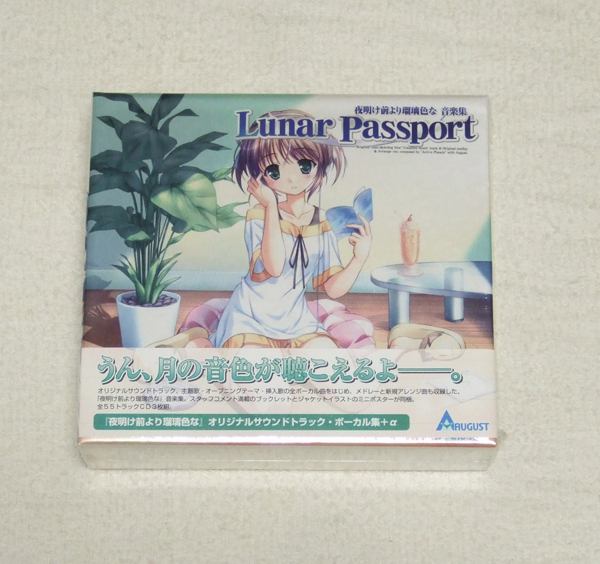 夜明け前より瑠璃色な 音楽集
Lunar Passport
うん、月の音色が聴こえるよ――。
オリジナルサウンドトラック、主題歌・オープニングテーマ・挿入歌の全ボーカル曲をはじめ、メドレーと新規アレンジ曲も収録した、
『夜明け前より瑠璃色な』音楽集。スタッフコメント満載のブックレットとジャケットイラストのミニポスターが同梱。
全55トラックCD3枚組。
『夜明け前より瑠璃色な』オリジナルサウンドトラック・ボーカル集+α
AUGUST